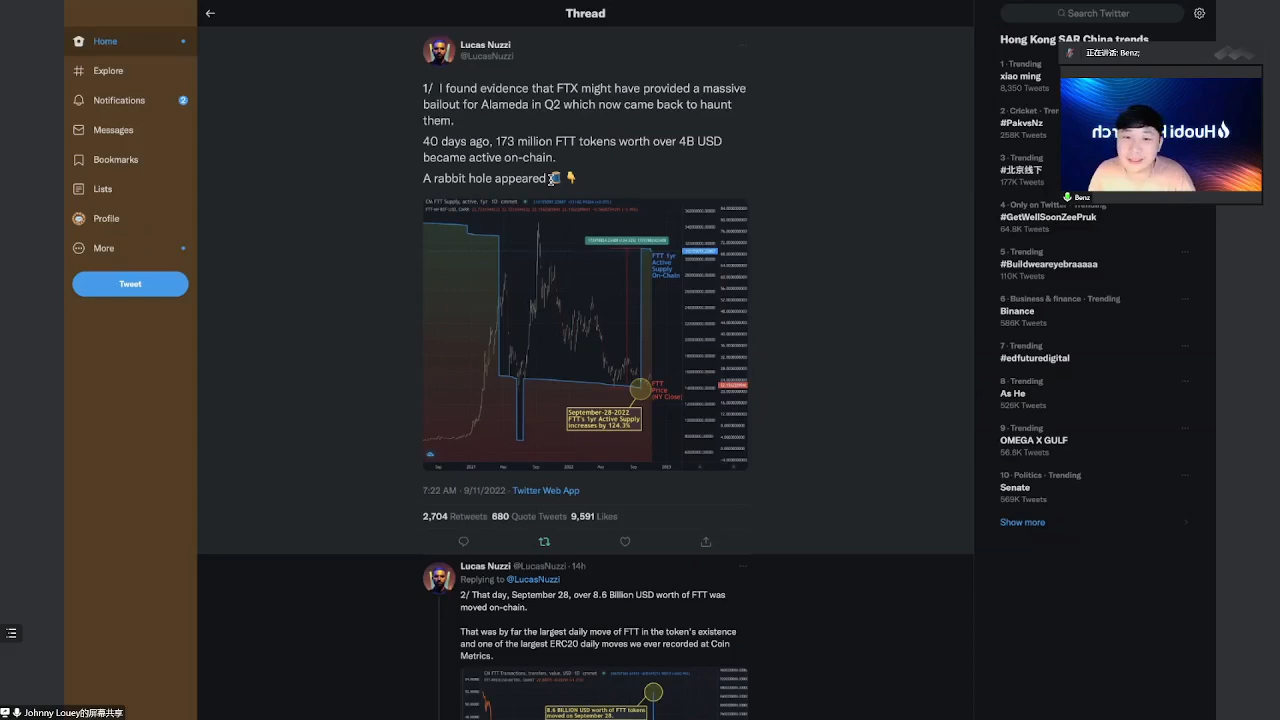 Home
Explore
Notifications
2
Messages
Bookmarks
Lists
Profile
More
Tweet
Thread
Lucas Nuzzi
@LucasNuzzi
1/ I found evidence that FTX might have provided a massive
bailout for Alameda in Q2 which now came back to haunt
them.
40 days ago, 173 million FTT tokens worth over 4B USD
became active on-chain.
A rabbit hole appeared
FTT 1yr
Active
Supply
On-Chain
FTT
Price
(NY Close)
September-28-2022
FTT's 1yr Active Supply
increases by 124.3%
7:22 AM · 9/11/2022 · Twitter Web App
2,704 Retweets 680 Quote Tweets 9,591 Likes
Lucas Nuzzi @LucasNuzzi · 14h
Replying to @LucasNuzzi
2/ That day, September 28, over 8.6 Billion USD worth of FTT was
moved on-chain.
That was by far the largest daily move of FTT in the token's existence
and one of the largest ERC20 daily moves we ever recorded at Coin
Metrics.
8.6 BILLION USD worth of FTT tokens
moved on September 28.
Search Twitter
Hong Kong SAR China trends
1 · Trending
xiao ming
8,350 Tweets
2 · Cricket · Tren
#PakvsNz
258K Tweets
3 · Trending
#北京线下
177K Tweets
4 · Only on Twitter · Trending
#GetWellSoonZeePruk
64.8K Tweets
5 · Trending
#Buildweareyebraaaaa
110K Tweets
6 · Business & finance · Trending
Binance
586K Tweets
7 · Trending
#edfuturedigital
8 · Trending
As He
526K Tweets
9 · Trending
OMEGA X GULF
56.6K Tweets
10 · Politics · Trending
Senate
569K Tweets
Show more
正在讲话: Benz;
Huobi R rch
Benz
Johnny Louey的屏幕共享